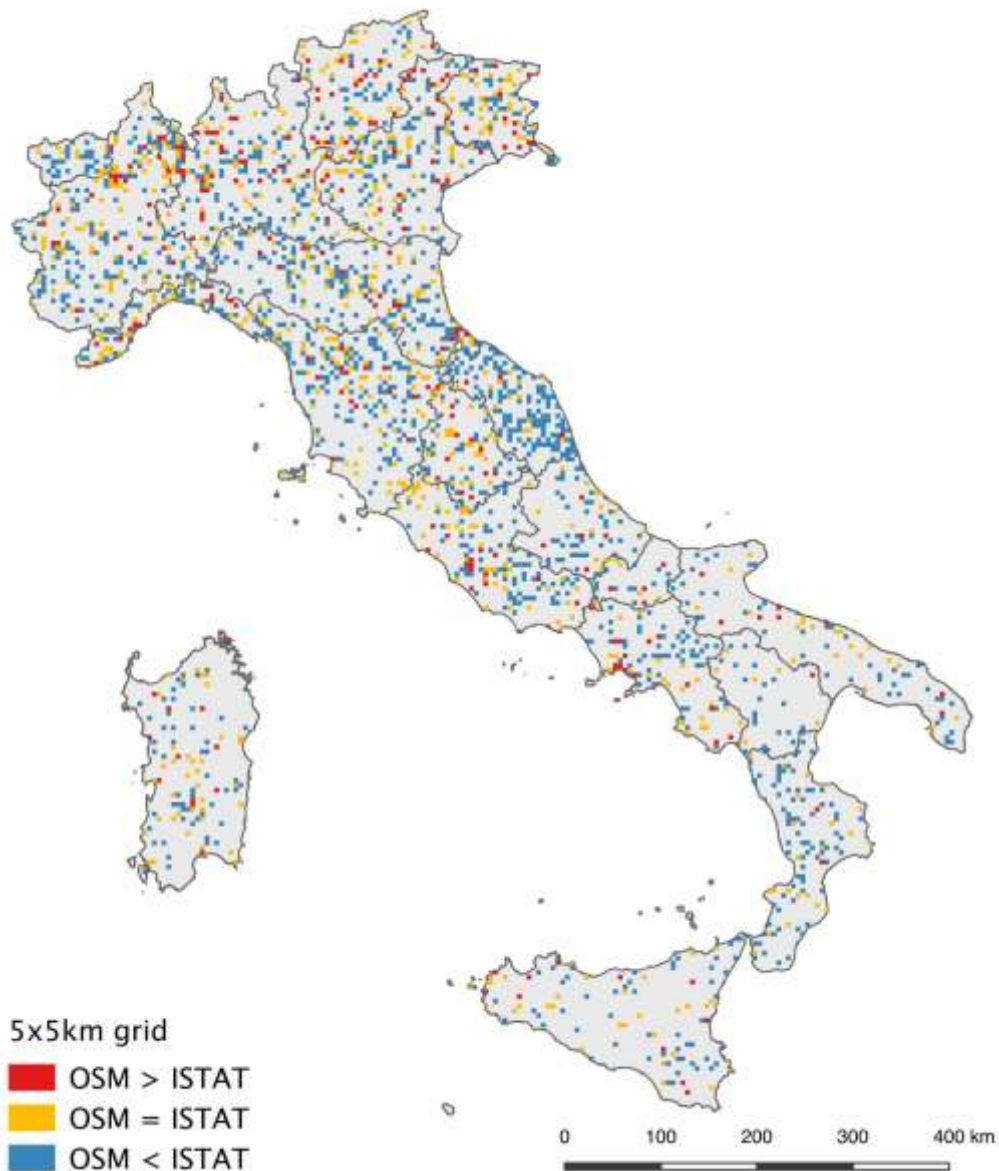 5x5km grid
OSM > ISTAT
OSM = ISTAT
OSM < ISTAT
0 100 200 300 400 km